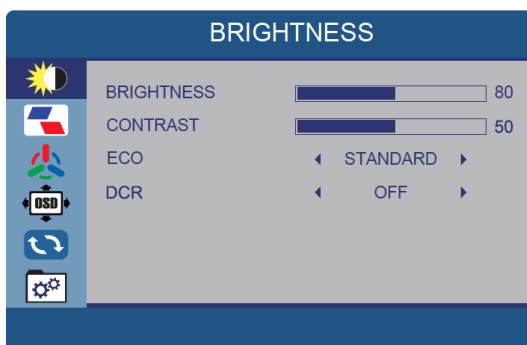 BRIGHTNESS
BRIGHTNESS 80
CONTRAST 50
ECO STANDARD
DCR OFF
OSD